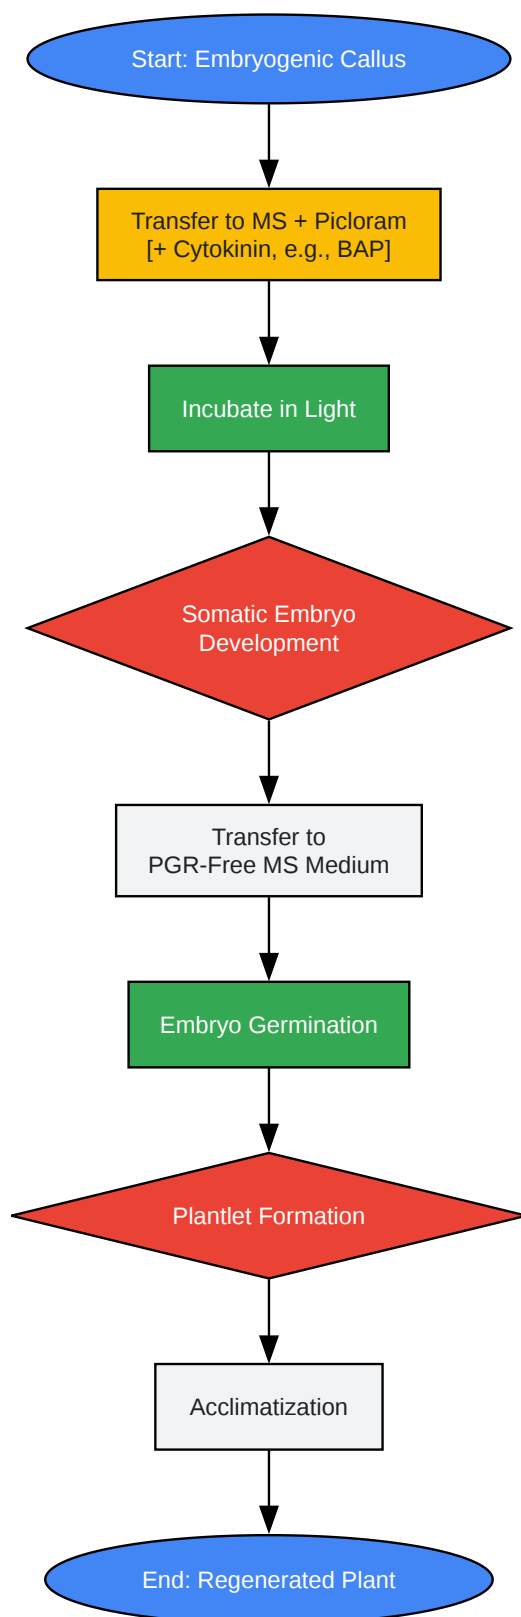 Start: Embryogenic Callus
Transfer to MS + Picloram
[+ Cytokinin, e.g., BAP]
Incubate in Light
Somatic Embryo
Development
Transfer to
PGR-Free MS Medium
Embryo Germination
Plantlet Formation
Acclimatization
End: Regenerated Plant